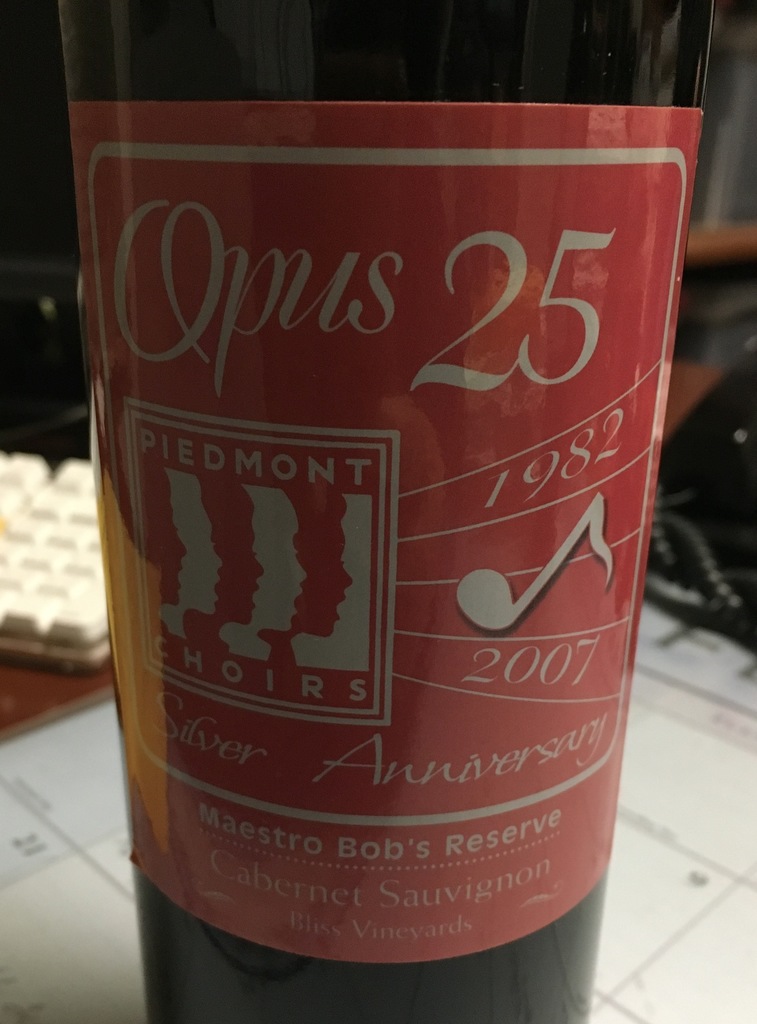 Opus 25
PIEDMONT
CHOIRS
1982
2007
Silver Anniversary
Maestro Bob's Reserve
Cabernet Sauvignon
Bliss Vineyards